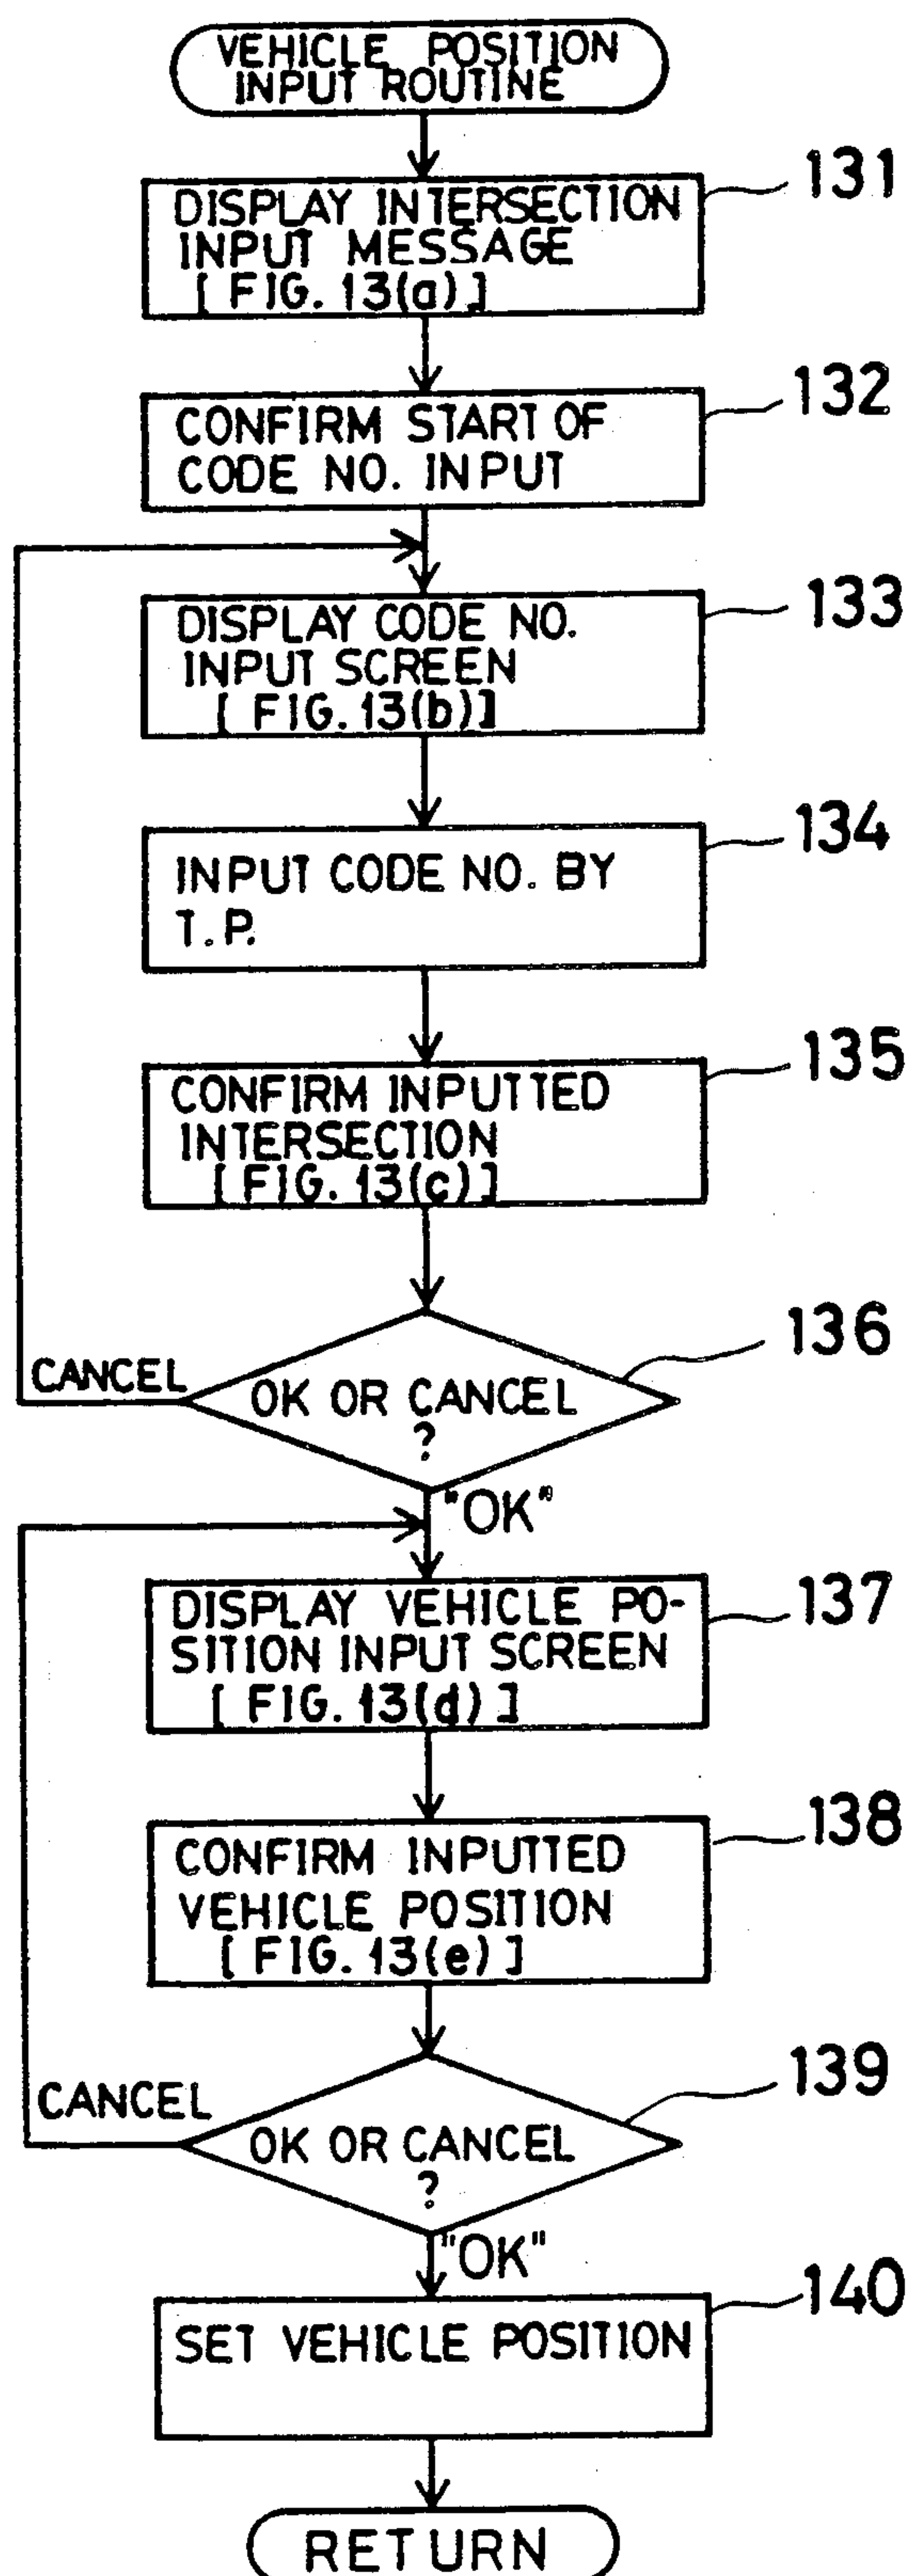 VEHICLE POSITION
INPUT ROUTINE
131
DISPLAY INTERSECTION
INPUT MESSAGE
[ FIG. 13(a) ]
132
CONFIRM START OF
CODE NO. INPUT
133
DISPLAY CODE NO.
INPUT SCREEN
[ FIG. 13(b) ]
134
INPUT CODE NO. BY
T.P.
135
CONFIRM INPUTTED
INTERSECTION
[ FIG. 13(c) ]
136
CANCEL
OK OR CANCEL
?
"OK"
137
DISPLAY VEHICLE PO-
SITION INPUT SCREEN
[ FIG. 13(d) ]
138
CONFIRM INPUTTED
VEHICLE POSITION
[ FIG. 13(e) ]
139
CANCEL
OK OR CANCEL
?
"OK"
140
SET VEHICLE POSITION
RETURN